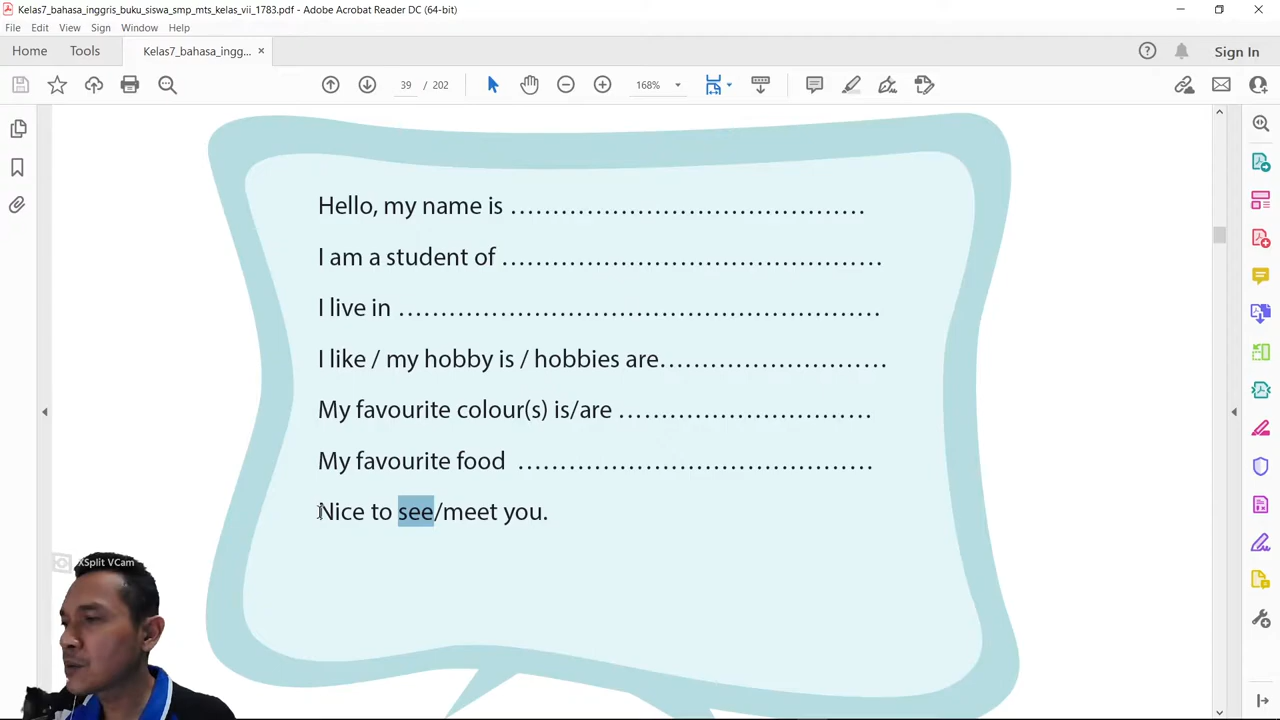 Kelas7_bahasa_inggris_buku_siswa_smp_mts_kelas_vii_1783.pdf - Adobe Acrobat Reader DC (64-bit)
File Edit View Sign Window Help
Home Tools Kelas7_bahasa_ingg... × Sign In
39 / 202 168%
Hello, my name is ...........................................
I am a student of ..............................................
I live in ..........................................................
I like / my hobby is / hobbies are...........................
My favourite colour(s) is/are ...............................
My favourite food ...........................................
Nice to see/meet you.
XSplit VCam